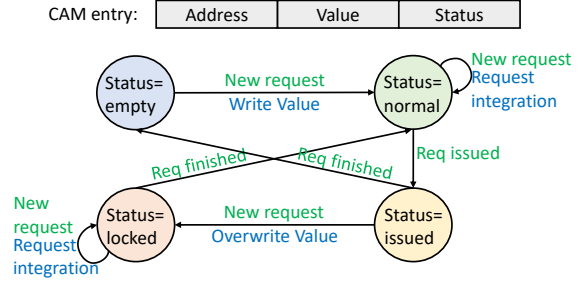 CAM entry:
Address
Value
Status
Status=
empty
New request
Write Value
Status=
normal
New request
Request
integration
Req finished
Req finished
Req issued
New
request
Request
integration
Status=
locked
New request
Overwrite Value
Status=
issued